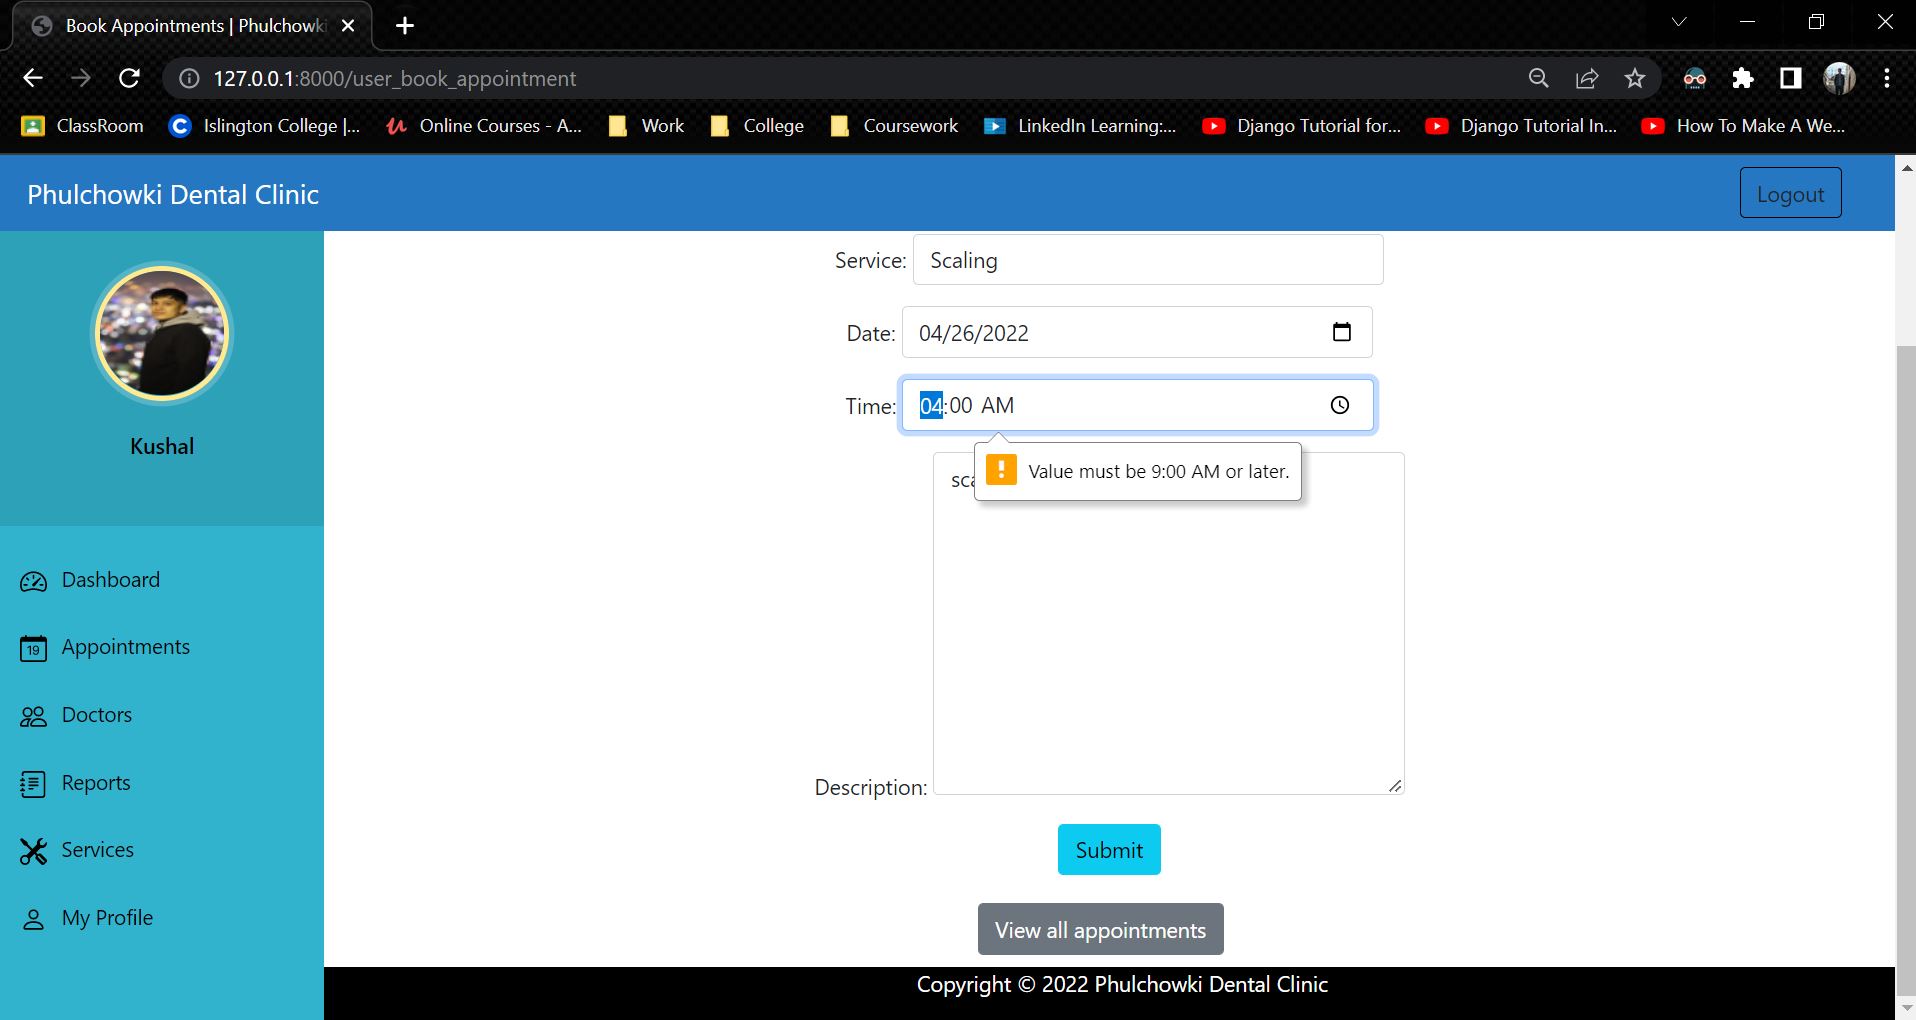 Book Appointments | Phulchowki
127.0.0.1:8000/user_book_appointment
ClassRoom
Islington College |...
Online Courses - A...
Work
College
Coursework
LinkedIn Learning:...
Django Tutorial for...
Django Tutorial In...
How To Make A We...
Phulchowki Dental Clinic
Logout
Kushal
Dashboard
19
Appointments
Doctors
Reports
Services
My Profile
Service: Scaling
Date: 04/26/2022
Time: 04:00 AM
Value must be 9:00 AM or later.
Description:
Submit
View all appointments
Copyright © 2022 Phulchowki Dental Clinic